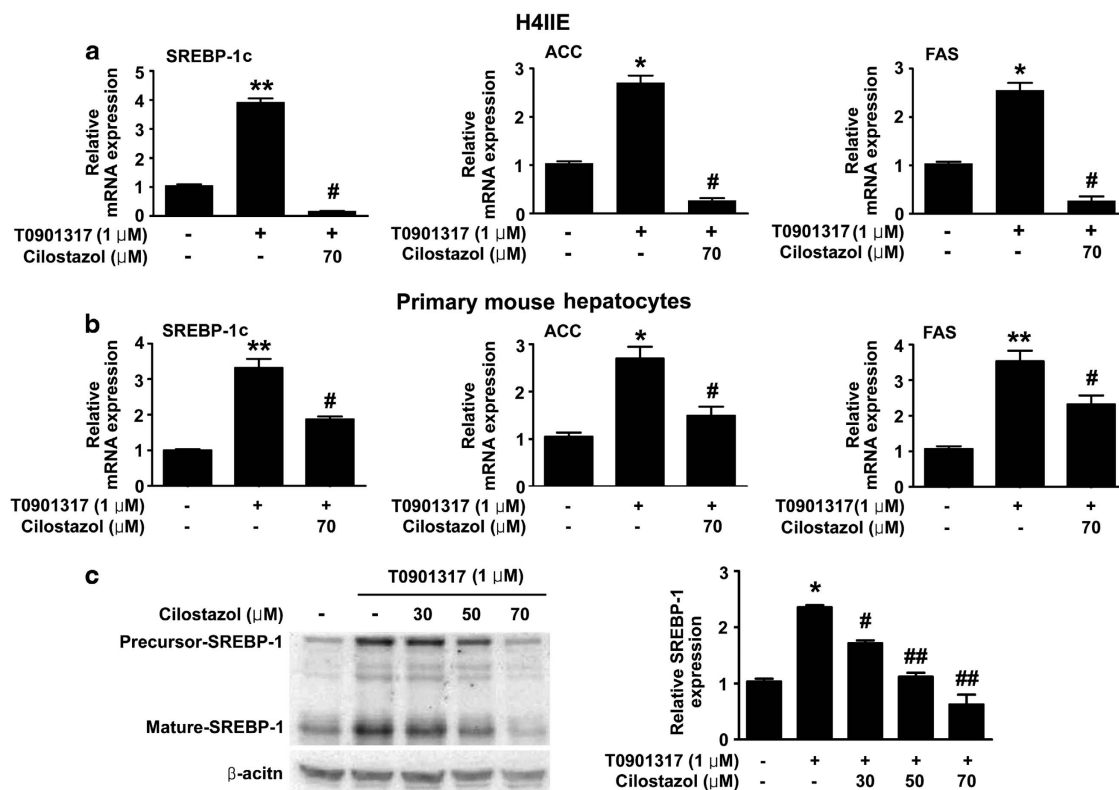 H4IIE
a
SREBP-1c
Relative
mRNA expression
5
4
3
2
1
0
**
#
T0901317 (1 μM) - + +
Cilostazol (μM) - - 70
ACC
Relative
mRNA expression
3
2
1
0
*
#
T0901317 (1 μM) - + +
Cilostazol (μM) - - 70
FAS
Relative
mRNA expression
3
2
1
0
*
#
T0901317 (1 μM) - + +
Cilostazol (μM) - - 70
Primary mouse hepatocytes
b
SREBP-1c
Relative
mRNA expression
4
3
2
1
0
**
#
T0901317 (1 μM) - + +
Cilostazol (μM) - - 70
ACC
Relative
mRNA expression
3
2
1
0
*
#
T0901317 (1 μM) - + +
Cilostazol (μM) - - 70
FAS
Relative
mRNA expression
4
3
2
1
0
**
#
T0901317(1 μM) - + +
Cilostazol (μM) - - 70
c
T0901317 (1 μM)
Cilostazol (μM) - - 30 50 70
Precursor-SREBP-1
Mature-SREBP-1
β-acitn
Relative SREBP-1
expression
3
2
1
0
*
#
##
##
T0901317 (1 μM) - + + + +
Cilostazol (μM) - - 30 50 70